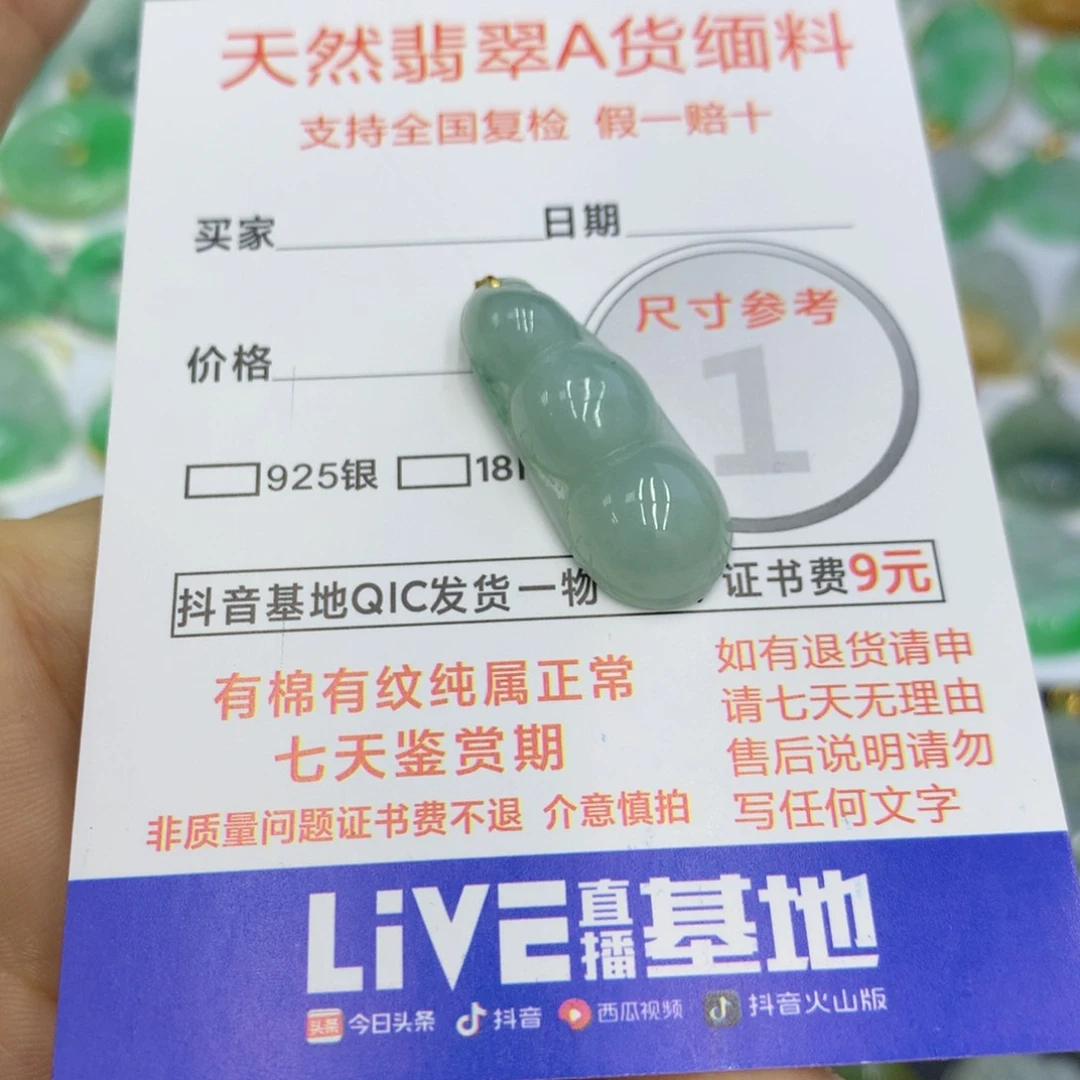 天然翡翠A货缅料
支持全国复检 假一赔十
买家 日期
尺寸参考
1
价格
925银 18
抖音基地QIC发货一物 证书费9元
有棉有纹纯属正常
七天鉴赏期
非质量问题证书费不退 介意慎拍
如有退货请申
请七天无理由
售后说明请勿
写任何文字
LiVE直播基地
头条 今日头条 抖音 西瓜视频 抖音火山版